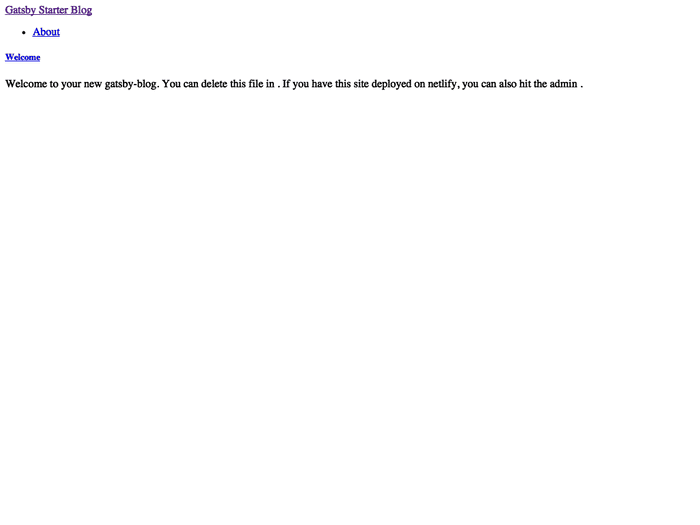 Gatsby Starter Blog
About
Welcome
Welcome to your new gatsby-blog. You can delete this file in . If you have this site deployed on netlify, you can also hit the admin .